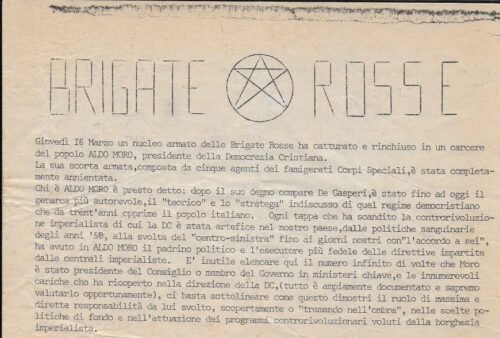 BRIGATE ROSSE
Giovedì I6 Marzo un nucleo armato delle Brigate Rosse ha catturato e rinchiuso in un carcere
del popolo ALDO MORO, presidente della Democrazia Cristiana.
La sua scorta armata,composta da cinque agenti dei famigerati Corpi Speciali,è stata completa-
mente annientata.
Chi è ALDO MORO è presto detto: dopo il suo degno compare De Gasperi,è stato fino ad oggi il
gerarca più autorevole,il "teorico" e lo "stratega" indiscusso di quel regime democristiano
che da trent'anni opprime il popolo italiano. Ogni tappa che ha scandito la controrivoluzio-
ne imperialista di cui la DC è stata artefice nel nostro paese,dalle politiche sanguinarie
degli anni '50, alla svolta del "centro-sinistra" fino ai giorni nostri con"l'accordo a sei",
ha avuto in ALDO MORO il padrino politico e l'esecutore più fedele delle direttive impartite
dalle centrali imperialiste. E' inutile elencare qui il numero infinito di volte che Moro
è stato presidente del Consiglio o membro del Governo in ministeri chiave,e le innumerevoli
cariche che ha ricoperto nella direzione della DC,(tutto è ampiamente documentato e sapremo
valutarlo opportunamente), ci basta sottolineare come questo dimostri il ruolo di massima e
diretta responsabilità da lui svolto, scopertamente o "tramando nell'ombra", nelle scelte po-
litiche di fondo e nell'attuazione dei programmi controrivoluzionari voluti dalla borghesia
imperialista.